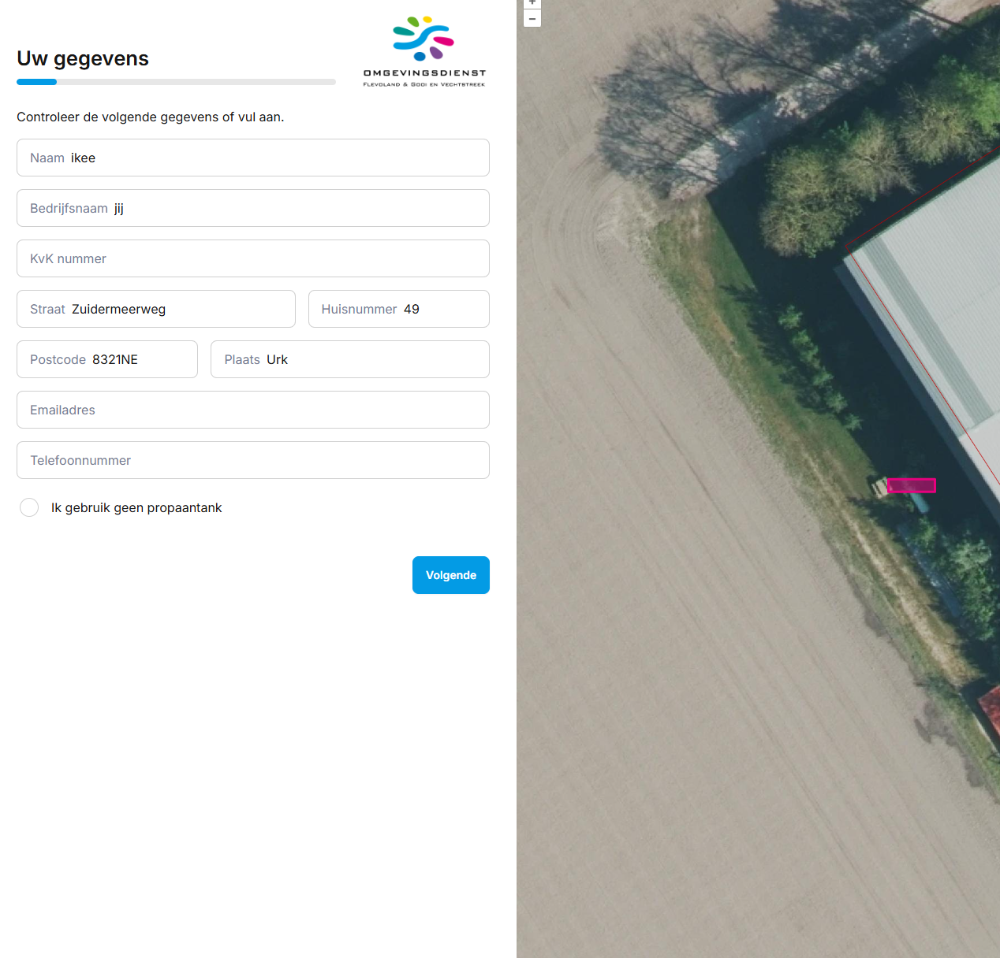 Uw gegevens
OMGEVINGSDIENST
FLEVOLAND & GOOI EN VECHTSTREEK
Controleer de volgende gegevens of vul aan.
Naam ikee
Bedrijfsnaam jij
KvK nummer
Straat Zuidermeerweg
Huisnummer 49
Postcode 8321NE
Plaats Urk
Emailadres
Telefoonnummer
Ik gebruik geen propaantank
Volgende
+
−